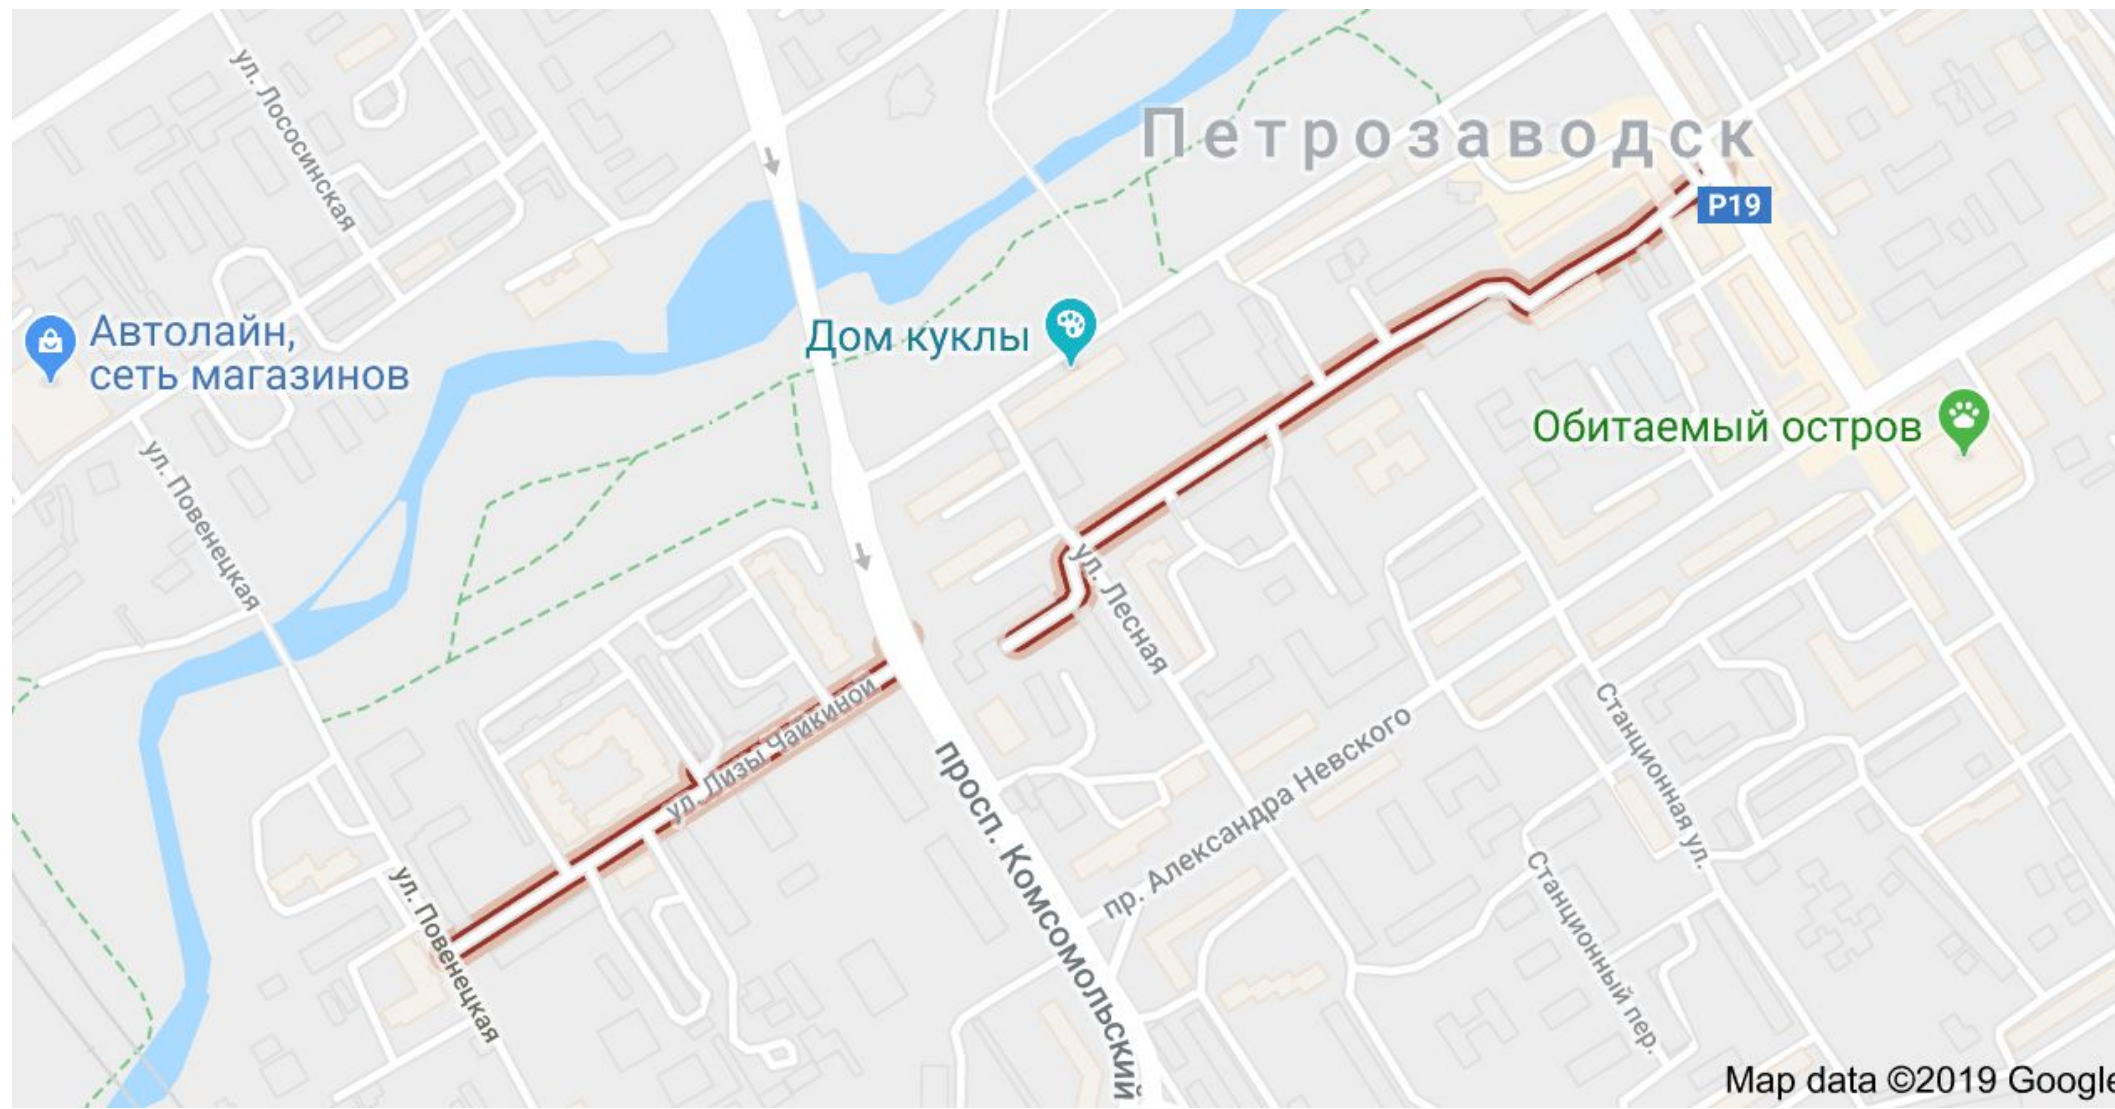 ул. Лососинская
Петрозаводск
Р19
Автолайн,
сеть магазинов
Дом куклы
Обитаемый остров
ул. Повенецкая
ул. Лесная
ул. Лизы Чайкиной
просп. Комсомольский
пр. Александра Невского
Станционная ул.
Станционный пер.
ул. Повенецкая
Map data ©2019 Google